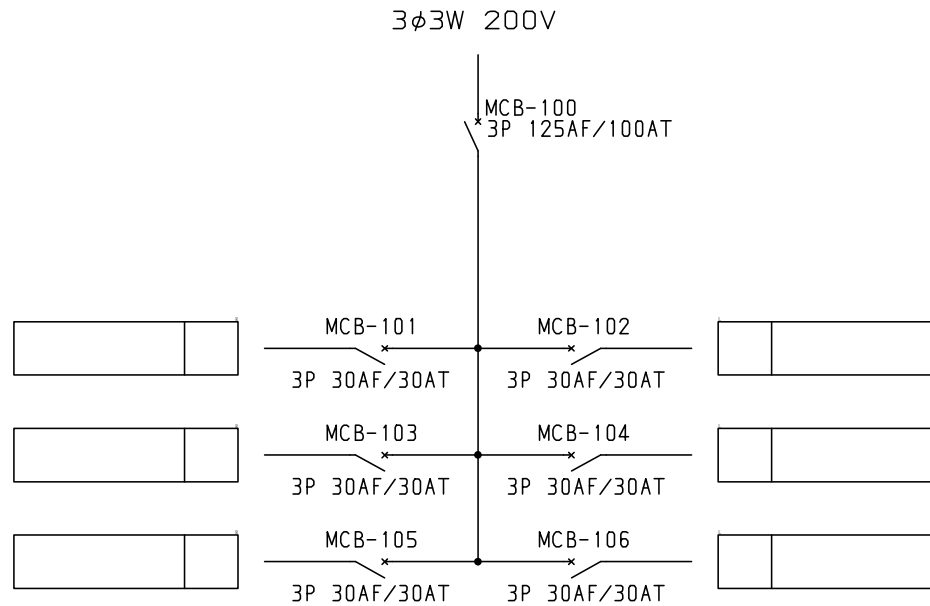 3φ3W 200V
MCB-100
3P 125AF/100AT
MCB-101
MCB-102
3P 30AF/30AT
3P 30AF/30AT
MCB-103
MCB-104
3P 30AF/30AT
3P 30AF/30AT
MCB-105
MCB-106
3P 30AF/30AT
3P 30AF/30AT